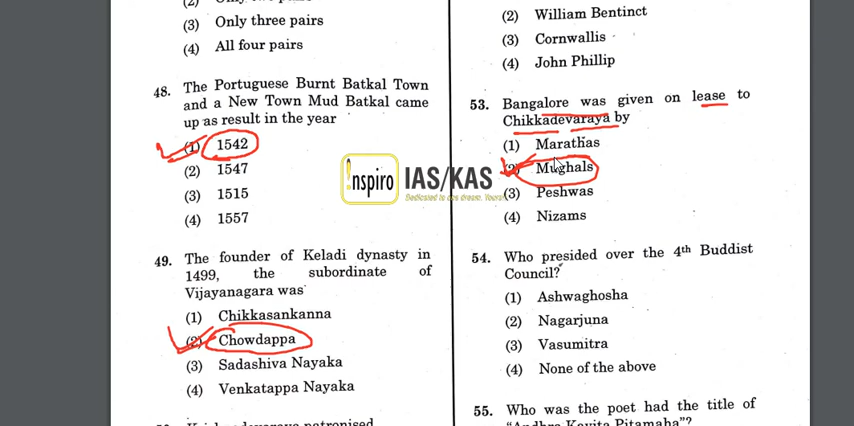 (3) Only three pairs
(4) All four pairs
48. The Portuguese Burnt Batkal Town
and a New Town Mud Batkal came
up as result in the year
(1) 1542
(2) 1547
(3) 1515
(4) 1557
49. The founder of Keladi dynasty in
1499, the subordinate of
Vijayanagara was
(1) Chikkasankanna
(2) Chowdappa
(3) Sadashiva Nayaka
(4) Venkatappa Nayaka
(2) William Bentinct
(3) Cornwallis
(4) John Phillip
53. Bangalore was given on lease to
Chikkadevaraya by
(1) Marathas
(2) Mughals
(3) Peshwas
(4) Nizams
54. Who presided over the 4th Buddist
Council?
(1) Ashwaghosha
(2) Nagarjuna
(3) Vasumitra
(4) None of the above
55. Who was the poet had the title of
"Andhra Kavita Pitamaha"?
Inspiro IAS/KAS